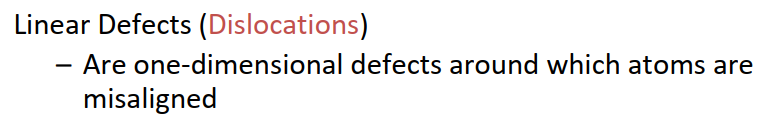 Linear Defects (Dislocations)
– Are one-dimensional defects around which atoms are
misaligned